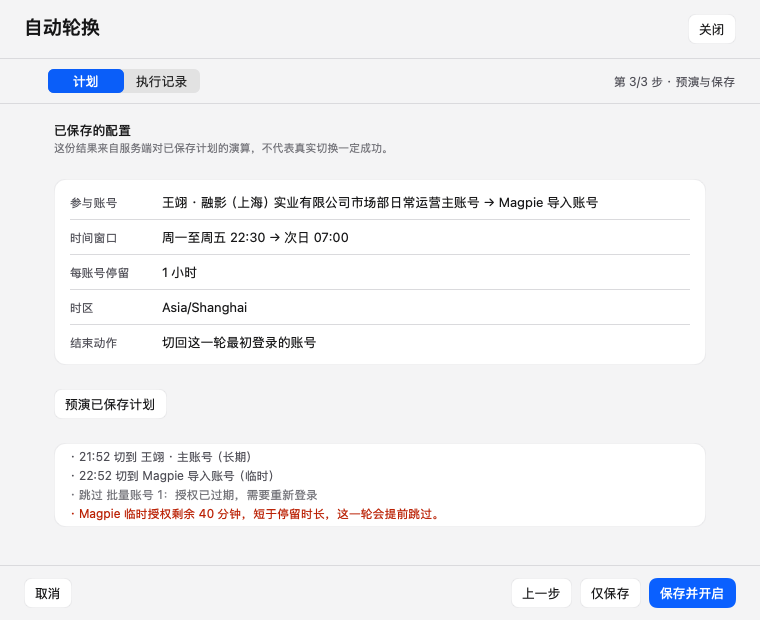 自动轮换
关闭
计划
执行记录
第 3/3 步 · 预演与保存
已保存的配置
这份结果来自服务端对已保存计划的演算，不代表真实切换一定成功。
参与账号
王翊 · 融影（上海）实业有限公司市场部日常运营主账号 → Magpie 导入账号
时间窗口
周一至周五 22:30 → 次日 07:00
每账号停留
1 小时
时区
Asia/Shanghai
结束动作
切回这一轮最初登录的账号
预演已保存计划
· 21:52 切到 王翊 · 主账号（长期）
· 22:52 切到 Magpie 导入账号（临时）
· 跳过 批量账号 1：授权已过期，需要重新登录
· Magpie 临时授权剩余 40 分钟，短于停留时长，这一轮会提前跳过。
取消
上一步
仅保存
保存并开启